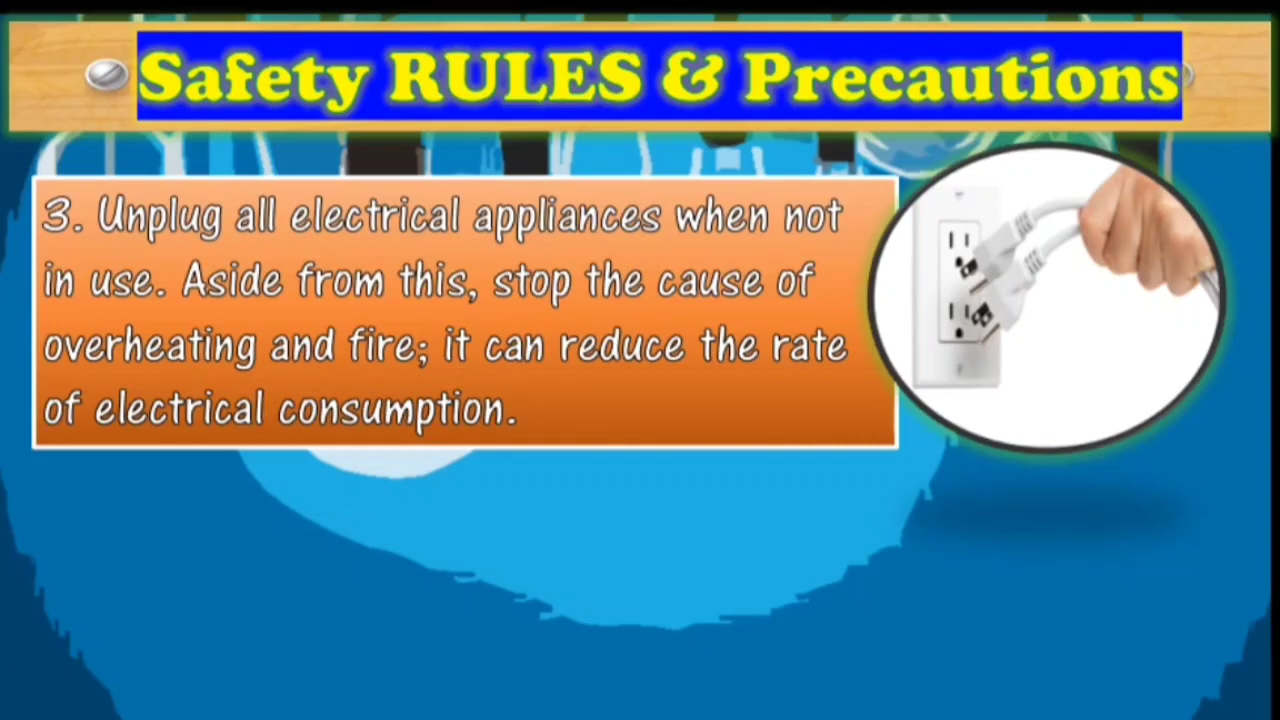 Safety RULES & Precautions
3. Unplug all electrical appliances when not
in use. Aside from this, stop the cause of
overheating and fire; it can reduce the rate
of electrical consumption.